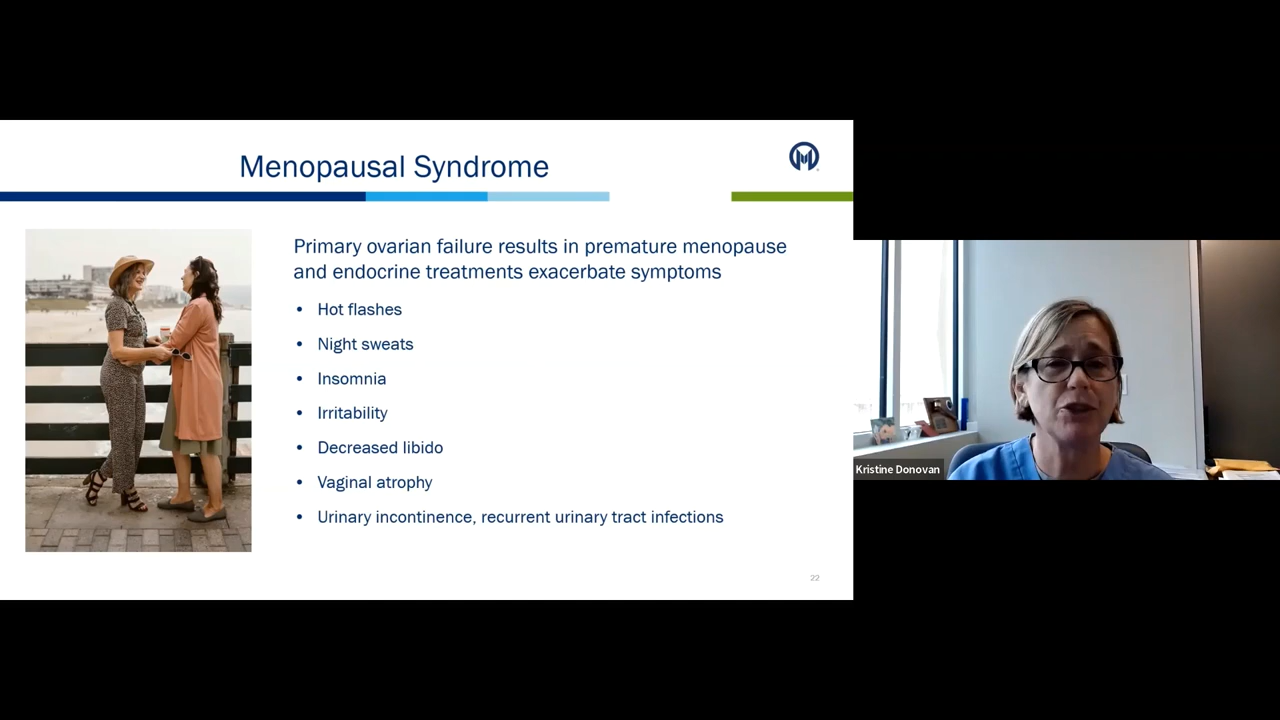 Menopausal Syndrome
Primary ovarian failure results in premature menopause
and endocrine treatments exacerbate symptoms
• Hot flashes
• Night sweats
• Insomnia
• Irritability
• Decreased libido
• Vaginal atrophy
• Urinary incontinence, recurrent urinary tract infections
22
Kristine Donovan